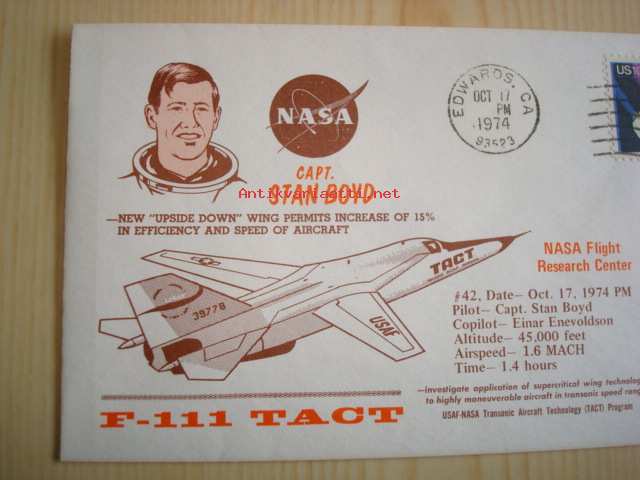 NASA
CAPT.
STAN BOYD
Antikvariaatti.net
EDWARDS, CA
OCT 17
PM
1974
93523
US
—NEW "UPSIDE DOWN" WING PERMITS INCREASE OF 15%
IN EFFICIENCY AND SPEED OF AIRCRAFT
TACT
39778
USAF
NASA Flight
Research Center
#42, Date— Oct. 17, 1974 PM
Pilot— Capt. Stan Boyd
Copilot— Einar Enevoldson
Altitude— 45,000 feet
Airspeed— 1.6 MACH
Time— 1.4 hours
—investigate application of supercritical wing technolog
to highly maneuverable aircraft in transonic speed rang
USAF-NASA Transonic Aircraft Technology (TACT) Program
F-111 TACT